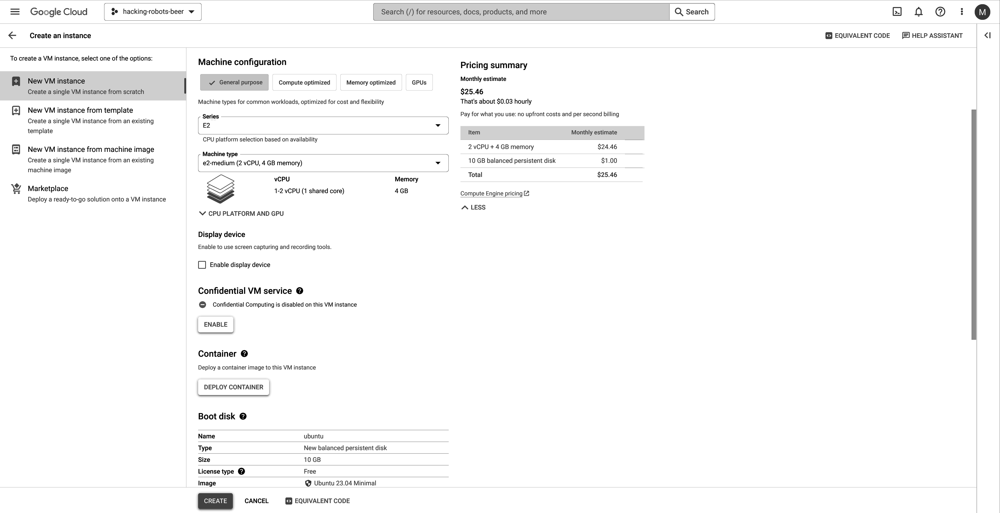 Google Cloud
hacking-robots-beer
Search (/) for resources, docs, products, and more
Search
M
Create an instance
EQUIVALENT CODE
HELP ASSISTANT
To create a VM instance, select one of the options:
New VM instance
Create a single VM instance from scratch
New VM instance from template
Create a single VM instance from an existing
template
New VM instance from machine image
Create a single VM instance from an existing
machine image
Marketplace
Deploy a ready-to-go solution onto a VM instance
Machine configuration
General purpose
Compute optimized
Memory optimized
GPUs
Machine types for common workloads, optimized for cost and flexibility
Series
E2
CPU platform selection based on availability
Machine type
e2-medium (2 vCPU, 4 GB memory)
vCPU
Memory
1-2 vCPU (1 shared core)
4 GB
CPU PLATFORM AND GPU
Display device
Enable to use screen capturing and recording tools.
Enable display device
Confidential VM service
Confidential Computing is disabled on this VM instance
ENABLE
Container
Deploy a container image to this VM instance
DEPLOY CONTAINER
Boot disk
Name ubuntu
Type New balanced persistent disk
Size 10 GB
License type Free
Image Ubuntu 23.04 Minimal
Pricing summary
Monthly estimate
$25.46
That's about $0.03 hourly
Pay for what you use: no upfront costs and per second billing
Item Monthly estimate
2 vCPU + 4 GB memory $24.46
10 GB balanced persistent disk $1.00
Total $25.46
Compute Engine pricing
LESS
CREATE
CANCEL
EQUIVALENT CODE